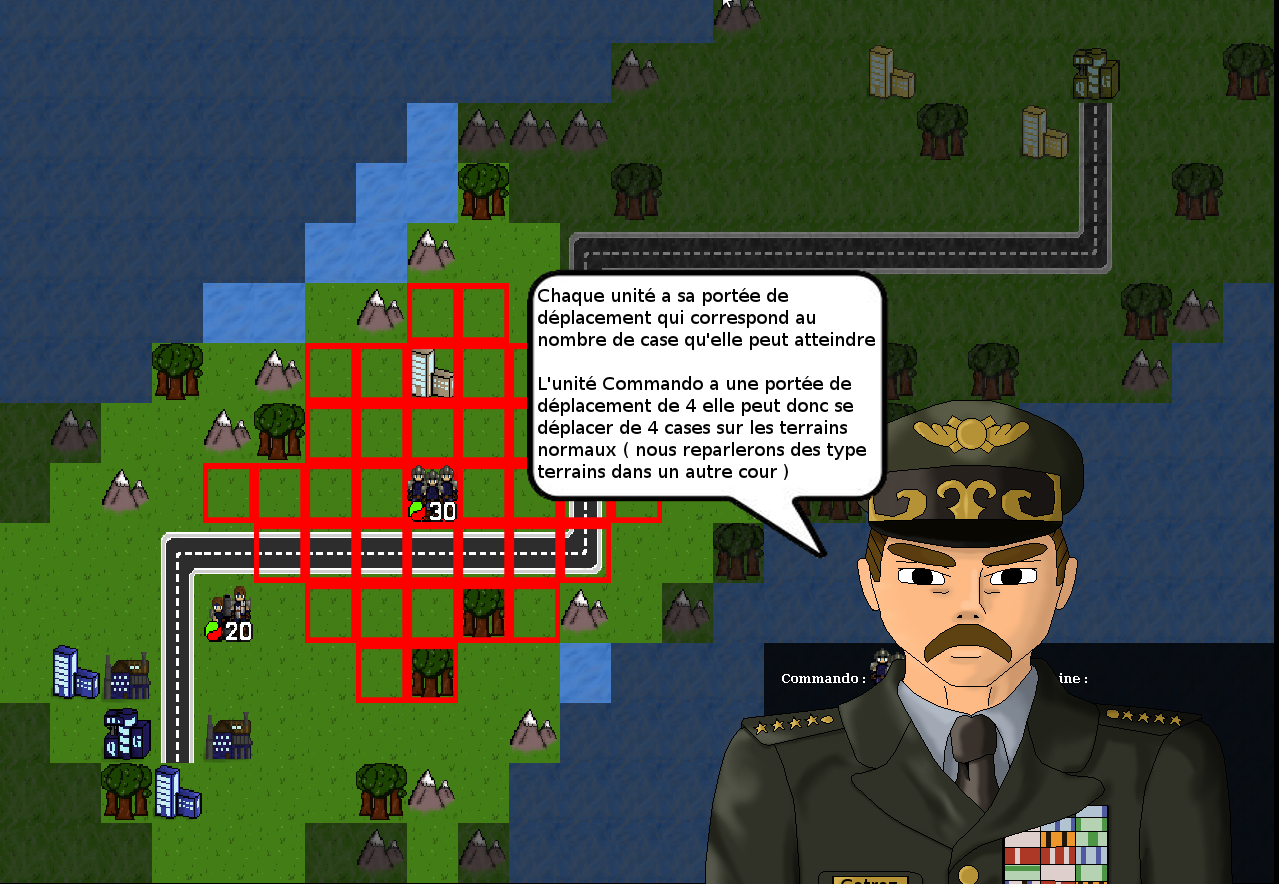 Chaque unité a sa portée de
déplacement qui correspond au
nombre de case qu'elle peut atteindre
L'unité Commando a une portée de
déplacement de 4 elle peut donc se
déplacer de 4 cases sur les terrains
normaux ( nous reparlerons des type
terrains dans un autre cour )
30
20
Q G
Commando : ine :